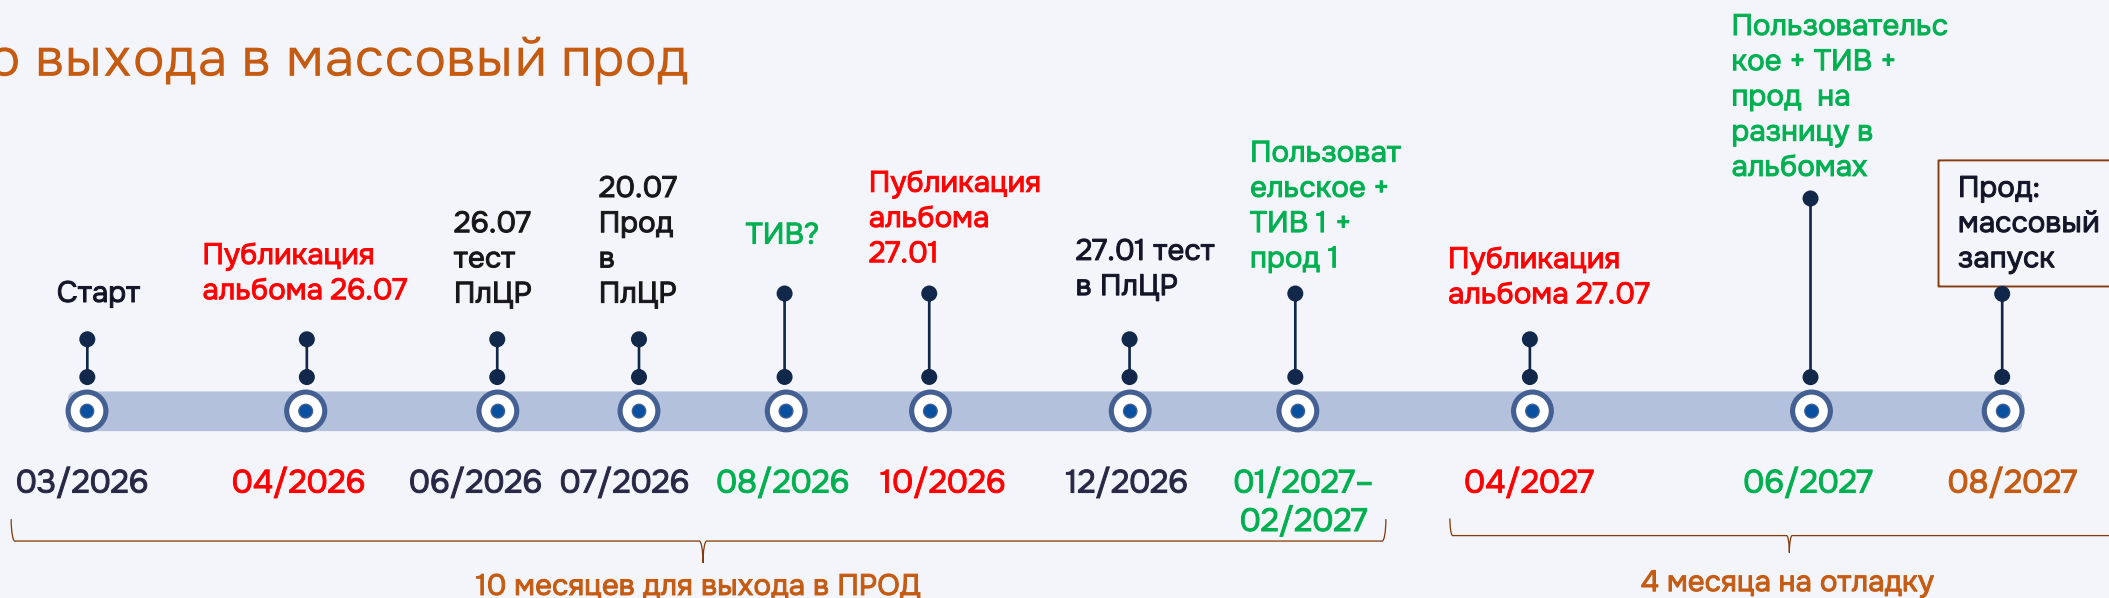 о выхода в массовый прод
Старт
Публикация
альбома 26.07
26.07
тест
ПлЦР
20.07
Прод
в
ПлЦР
ТИВ?
Публикация
альбома
27.01
27.01 тест
в ПлЦР
Пользоват
ельское +
ТИВ 1 +
прод 1
Публикация
альбома 27.07
Пользовательс
кое + ТИВ +
прод на
разницу в
альбомах
Прод:
массовый
запуск
03/2026
04/2026
06/2026
07/2026
08/2026
10/2026
12/2026
01/2027–
02/2027
04/2027
06/2027
08/2027
10 месяцев для выхода в ПРОД
4 месяца на отладку